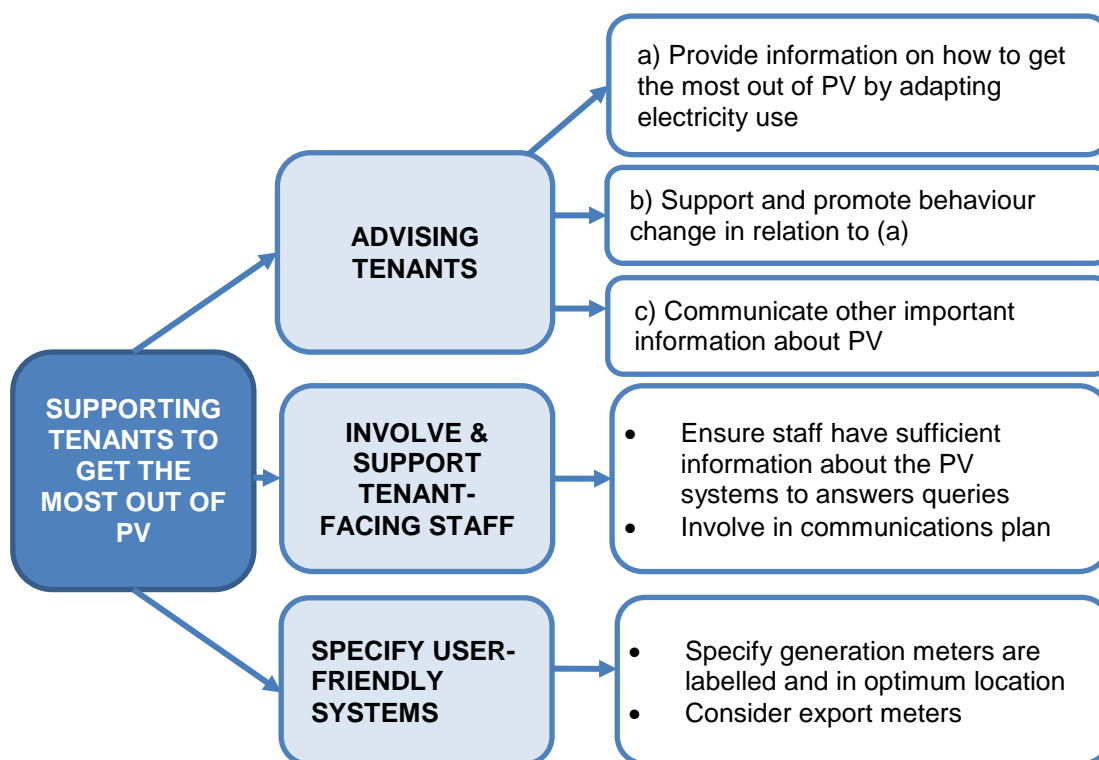 a) Provide information on how to get
the most out of PV by adapting
electricity use
b) Support and promote behaviour
change in relation to (a)
c) Communicate other important
information about PV
ADVISING
TENANTS
SUPPORTING
TENANTS TO
GET THE
MOST OUT OF
PV
INVOLVE &
SUPPORT
TENANT-
FACING STAFF
• Ensure staff have sufficient
information about the PV
systems to answers queries
• Involve in communications plan
SPECIFY USER-
FRIENDLY
SYSTEMS
• Specify generation meters are
labelled and in optimum location
• Consider export meters